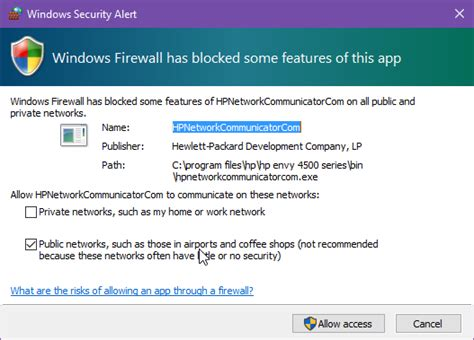 Windows Security Alert
Windows Firewall has blocked some features of this app
Windows Firewall has blocked some features of HPNetworkCommunicatorCom on all public and
private networks.
Name: HPNetworkCommunicatorCom
Publisher: Hewlett-Packard Development Company, LP
Path: C:\program files\hp\hp envy 4500 series\bin
\hpnetworkcommunicatorcom.exe
Allow HPNetworkCommunicatorCom to communicate on these networks:
Private networks, such as my home or work network
Public networks, such as those in airports and coffee shops (not recommended
because these networks often have little or no security)
What are the risks of allowing an app through a firewall?
Allow access
Cancel